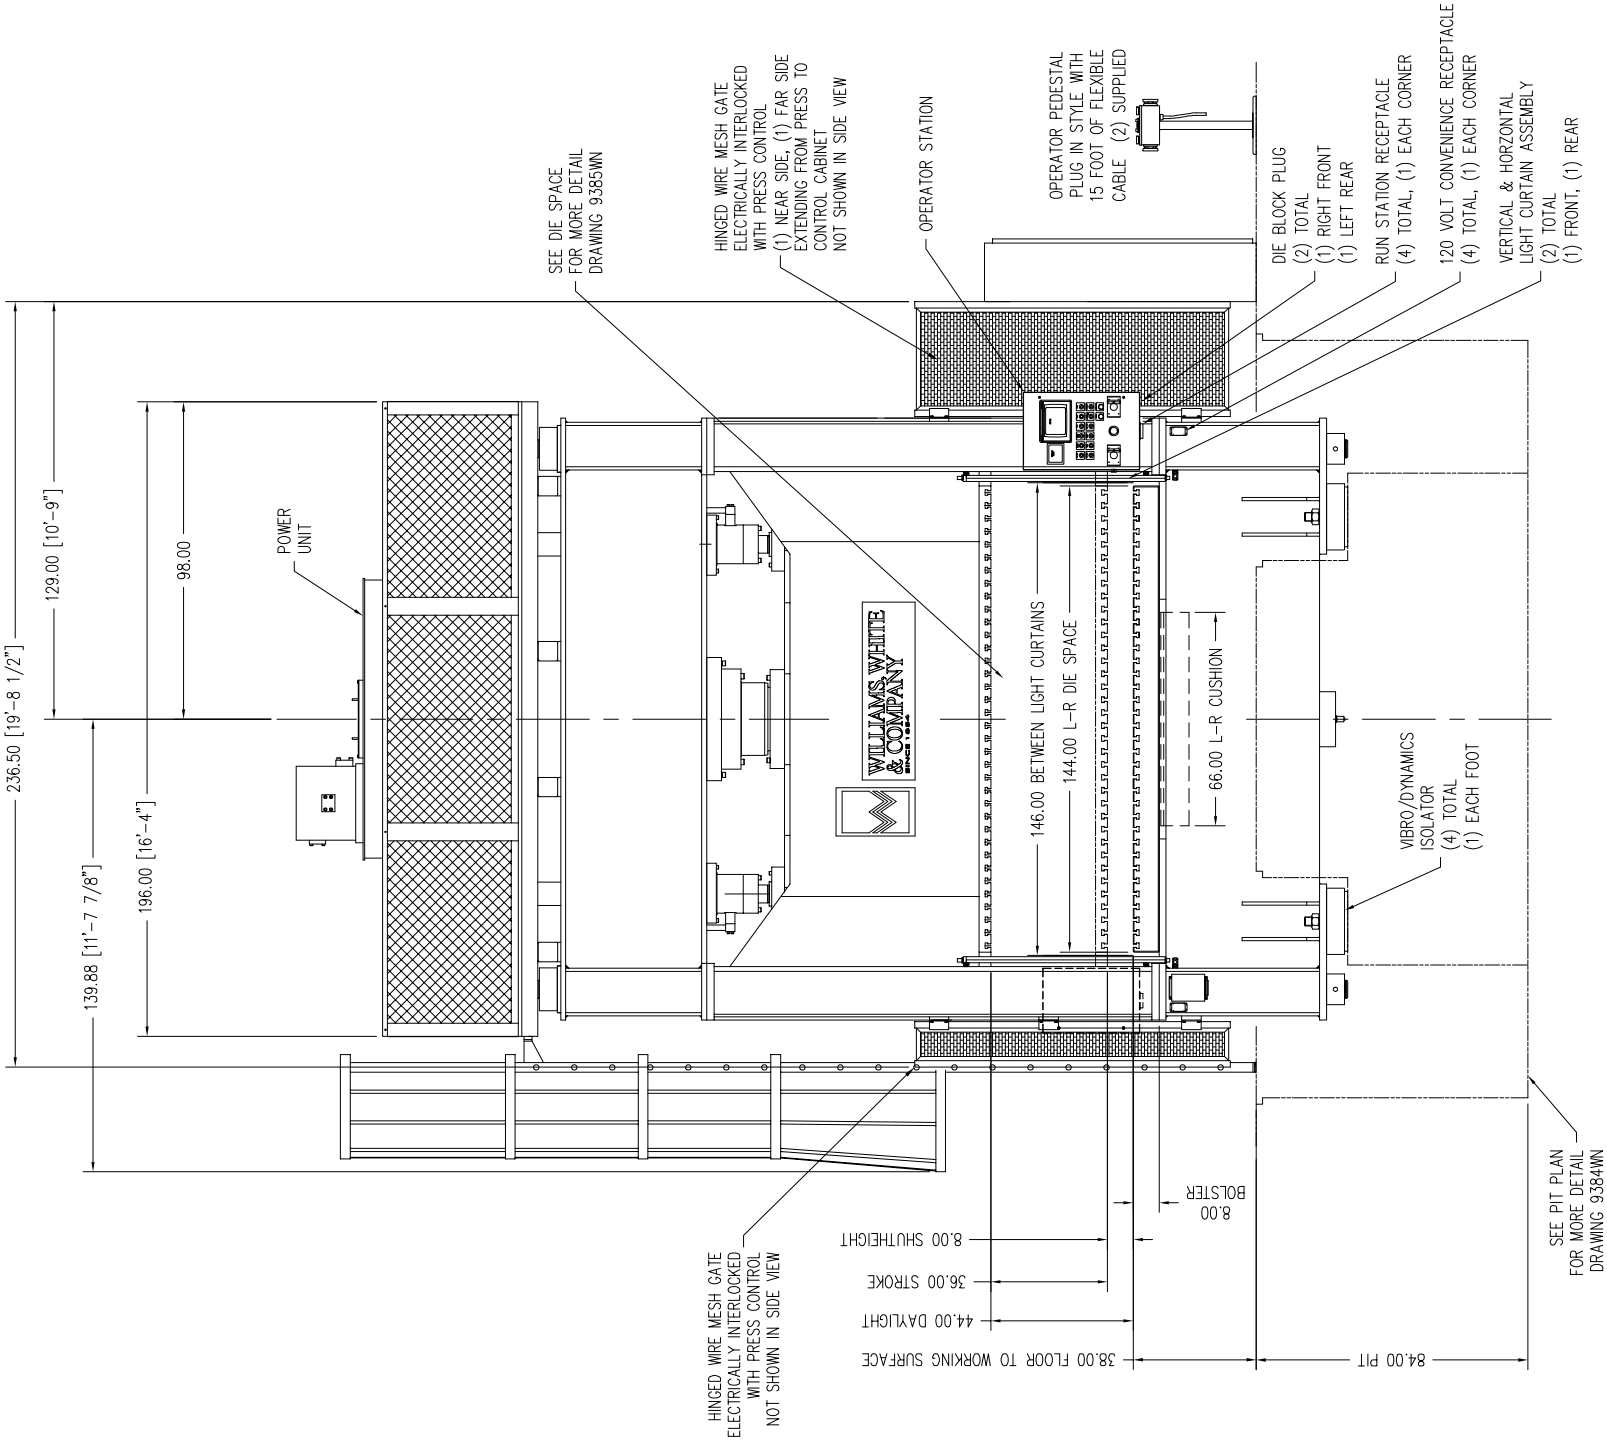 236.50 [19'-8 1/2"]
139.88 [11'-7 7/8"]
129.00 [10'-9"]
196.00 [16'-4"]
98.00
POWER
UNIT
SEE DIE SPACE
FOR MORE DETAIL
DRAWING 9385WN
HINGED WIRE MESH GATE
ELECTRICALLY INTERLOCKED
WITH PRESS CONTROL
(1) NEAR SIDE, (1) FAR SIDE
EXTENDING FROM PRESS TO
CONTROL CABINET
NOT SHOWN IN SIDE VIEW
OPERATOR STATION
OPERATOR PEDESTAL
PLUG IN STYLE WITH
15 FOOT OF FLEXIBLE
CABLE (2) SUPPLIED
DIE BLOCK PLUG
(2) TOTAL
(1) RIGHT FRONT
(1) LEFT REAR
RUN STATION RECEPTACLE
(4) TOTAL, (1) EACH CORNER
120 VOLT CONVENIENCE RECEPTACLE
(4) TOTAL, (1) EACH CORNER
VERTICAL & HORZONTAL
LIGHT CURTAIN ASSEMBLY
(2) TOTAL
(1) FRONT, (1) REAR
WILLIAMS, WHITE
& COMPANY
SINCE 1854
146.00 BETWEEN LIGHT CURTAINS
144.00 L-R DIE SPACE
66.00 L-R CUSHION
VIBRO/DYNAMICS
ISOLATOR
(4) TOTAL
(1) EACH FOOT
HINGED WIRE MESH GATE
ELECTRICALLY INTERLOCKED
WITH PRESS CONTROL
NOT SHOWN IN SIDE VIEW
8.00
BOLSTER
8.00 SHUTHEIGHT
36.00 STROKE
44.00 DAYLIGHT
38.00 FLOOR TO WORKING SURFACE
84.00 PIT
SEE PIT PLAN
FOR MORE DETAIL
DRAWING 9384WN